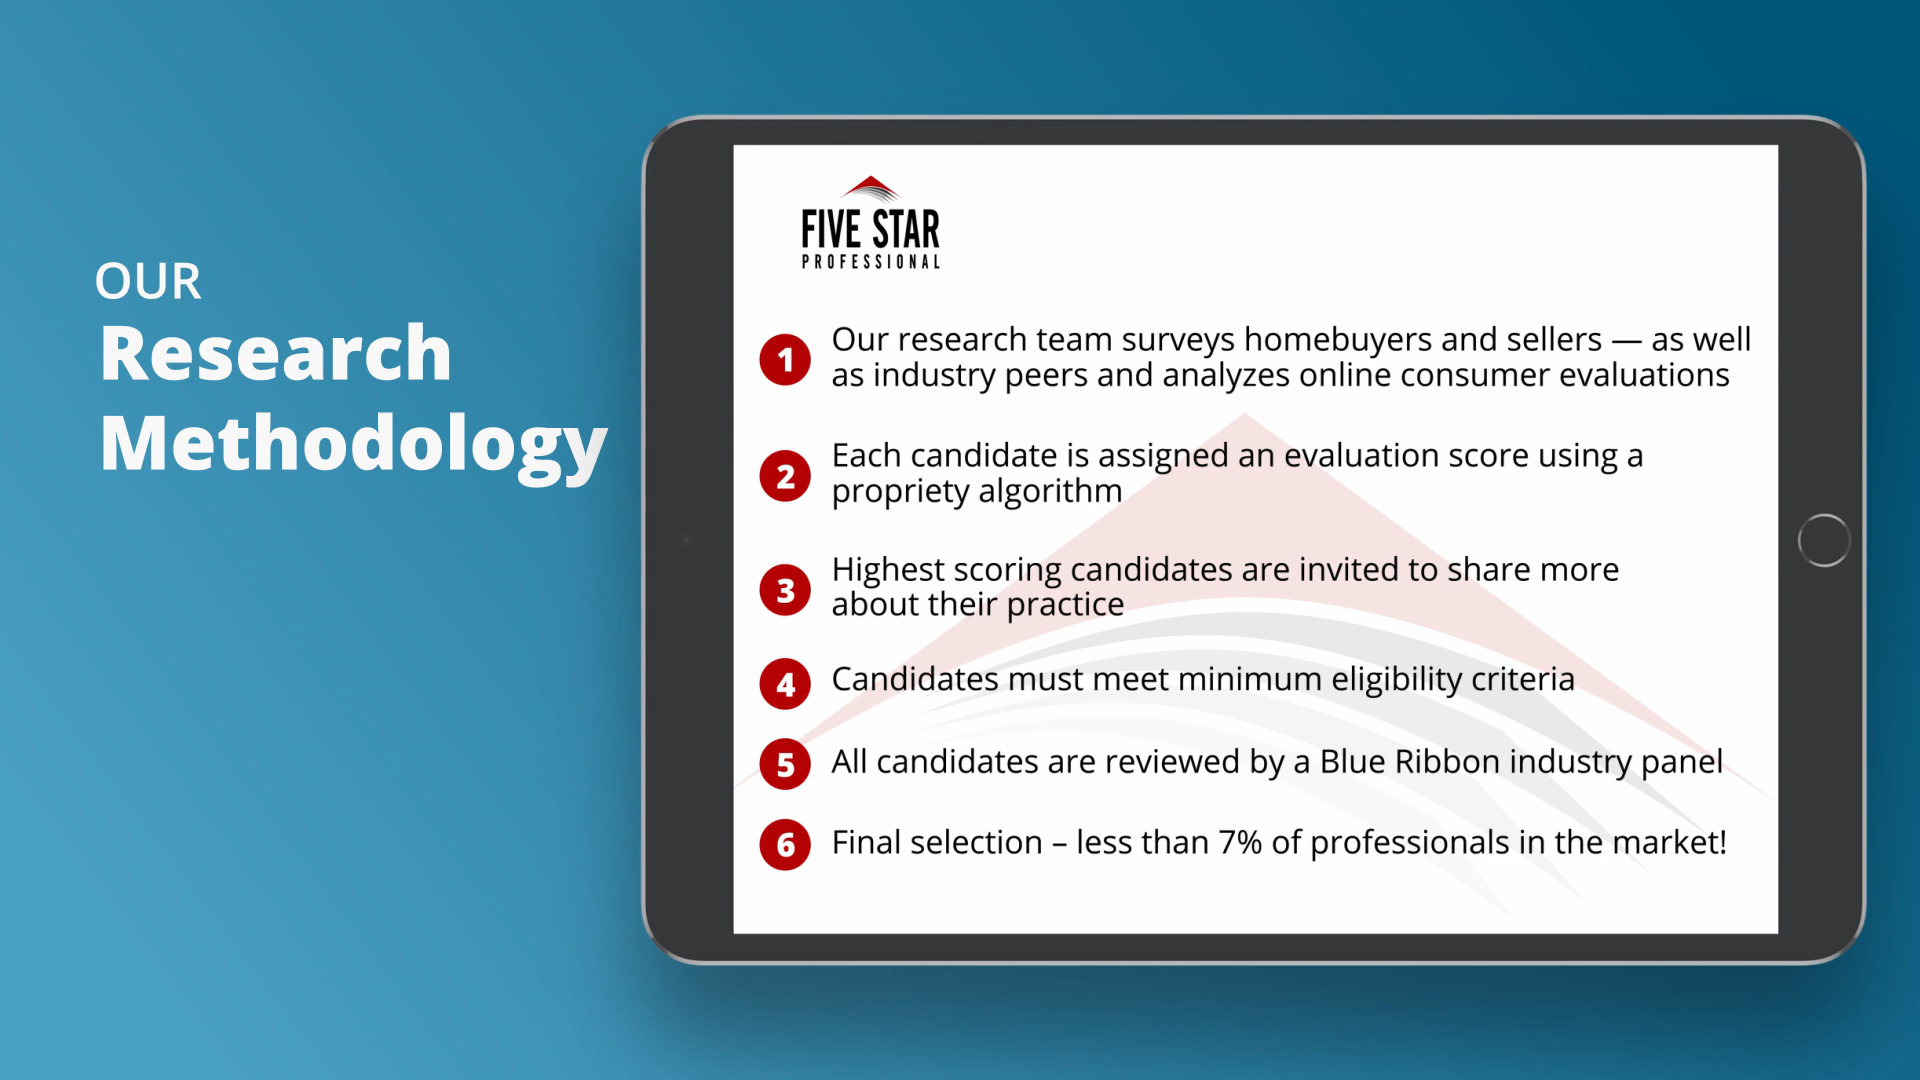 OUR
Research
Methodology
FIVE STAR
PROFESSIONAL
1
Our research team surveys homebuyers and sellers — as well
as industry peers and analyzes online consumer evaluations
2
Each candidate is assigned an evaluation score using a
propriety algorithm
3
Highest scoring candidates are invited to share more
about their practice
4
Candidates must meet minimum eligibility criteria
5
All candidates are reviewed by a Blue Ribbon industry panel
6
Final selection – less than 7% of professionals in the market!